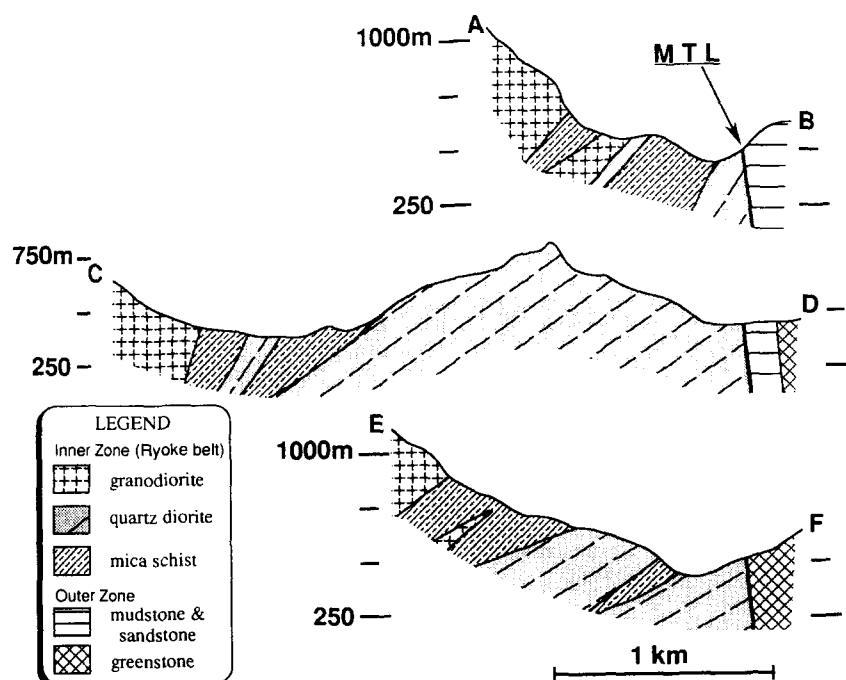 A
1000m
M T L
B
250
750m
C
D
250
LEGEND
Inner Zone (Ryoke belt)
granodiorite
quartz diorite
mica schist
Outer Zone
mudstone &
sandstone
greenstone
E
1000m
F
250
1 km